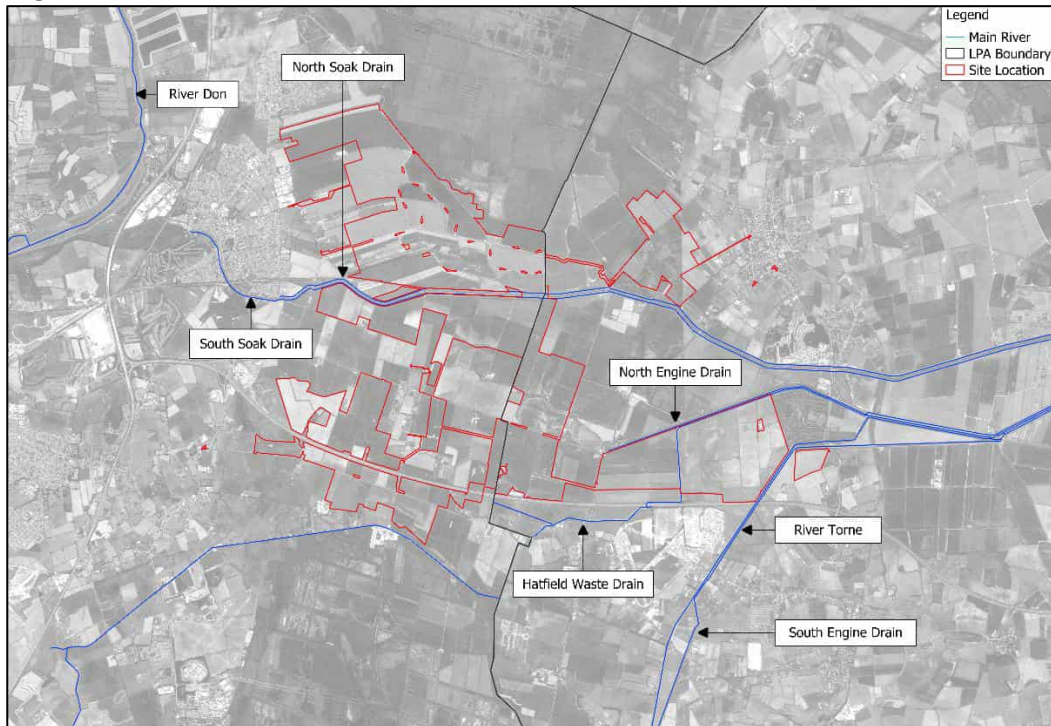 Legend
Main River
LPA Boundary
Site Location
North Soak Drain
River Don
South Soak Drain
North Engine Drain
River Torne
Hatfield Waste Drain
South Engine Drain